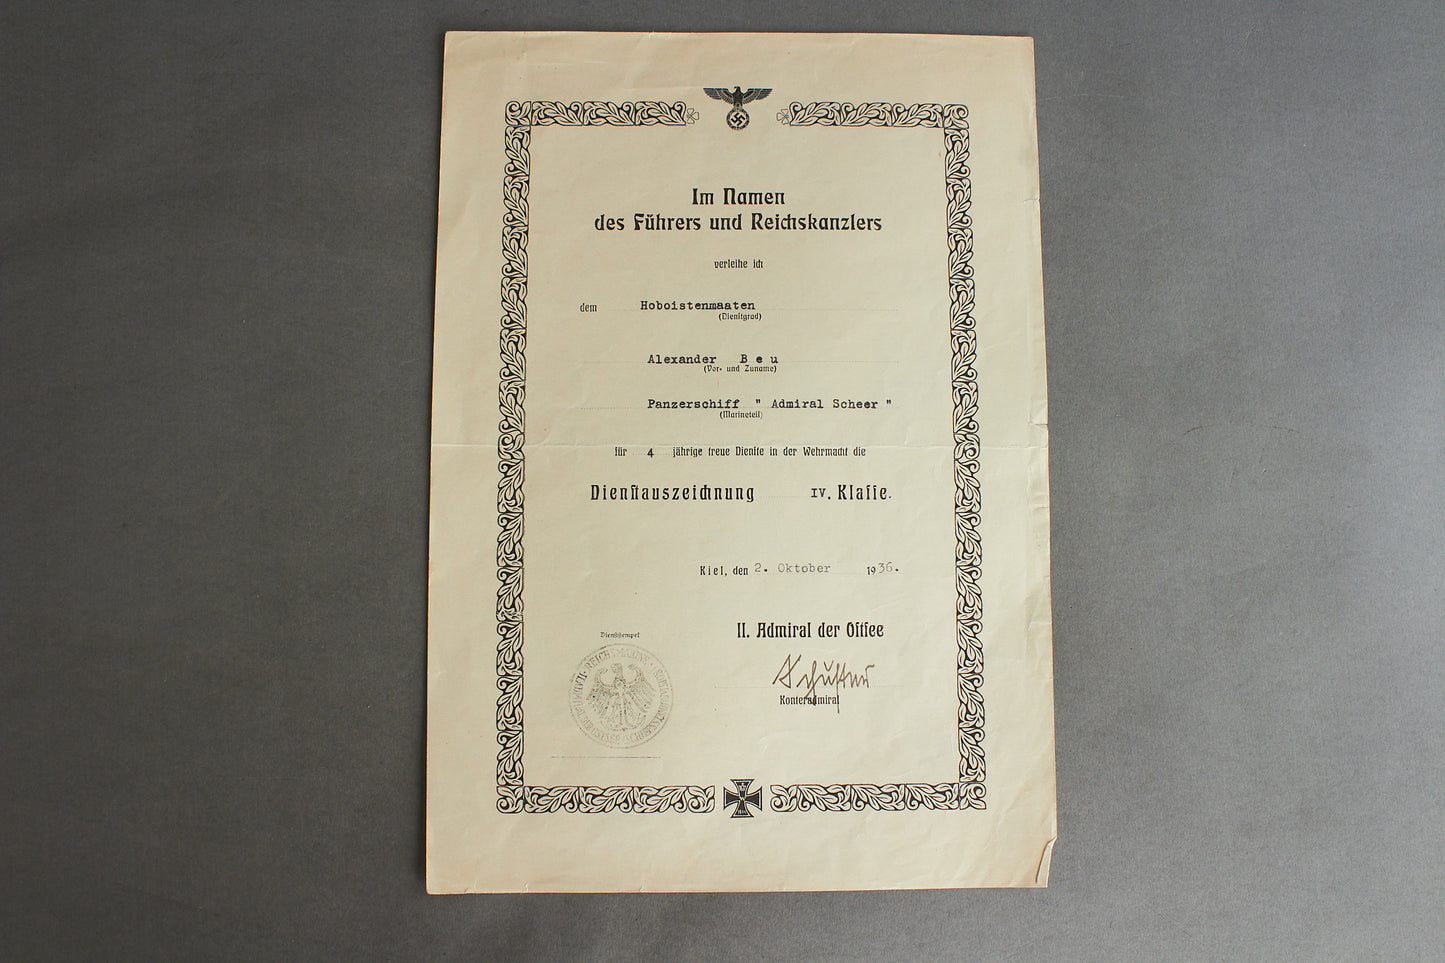 Im Namen
des Führers und Reichskanzlers
verleihe ich
dem Hoboistenmaaten
(Dienſtgrad)
Alexander B e u
(Vor- und Zuname)
Panzerschiff " Admiral Scheer "
(Marineteil)
für 4 jährige treue Dienſte in der Wehrmacht die
Dienſtauszeichnung IV. Klaſſe.
Kiel, den 2. Oktober 1936.
II. Admiral der Oſtſee
Dienſtſtempel
REICHSMARINE
Schuster
Konteradmiral